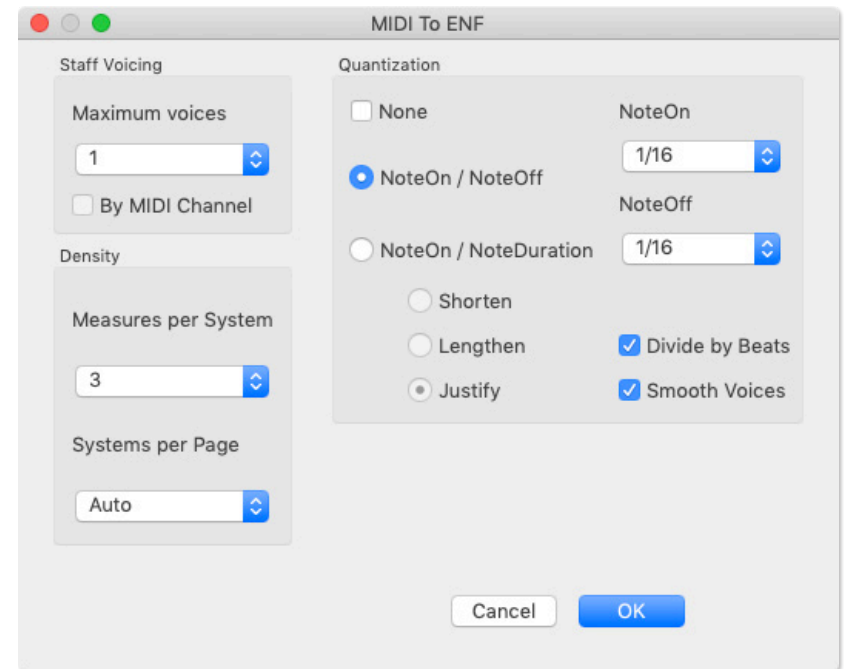 MIDI To ENF
Staff Voicing
Maximum voices
1
By MIDI Channel
Density
Measures per System
3
Systems per Page
Auto
Quantization
None
NoteOn
1/16
NoteOn / NoteOff
NoteOff
NoteOn / NoteDuration
1/16
Shorten
Lengthen
Divide by Beats
Justify
Smooth Voices
Cancel
OK